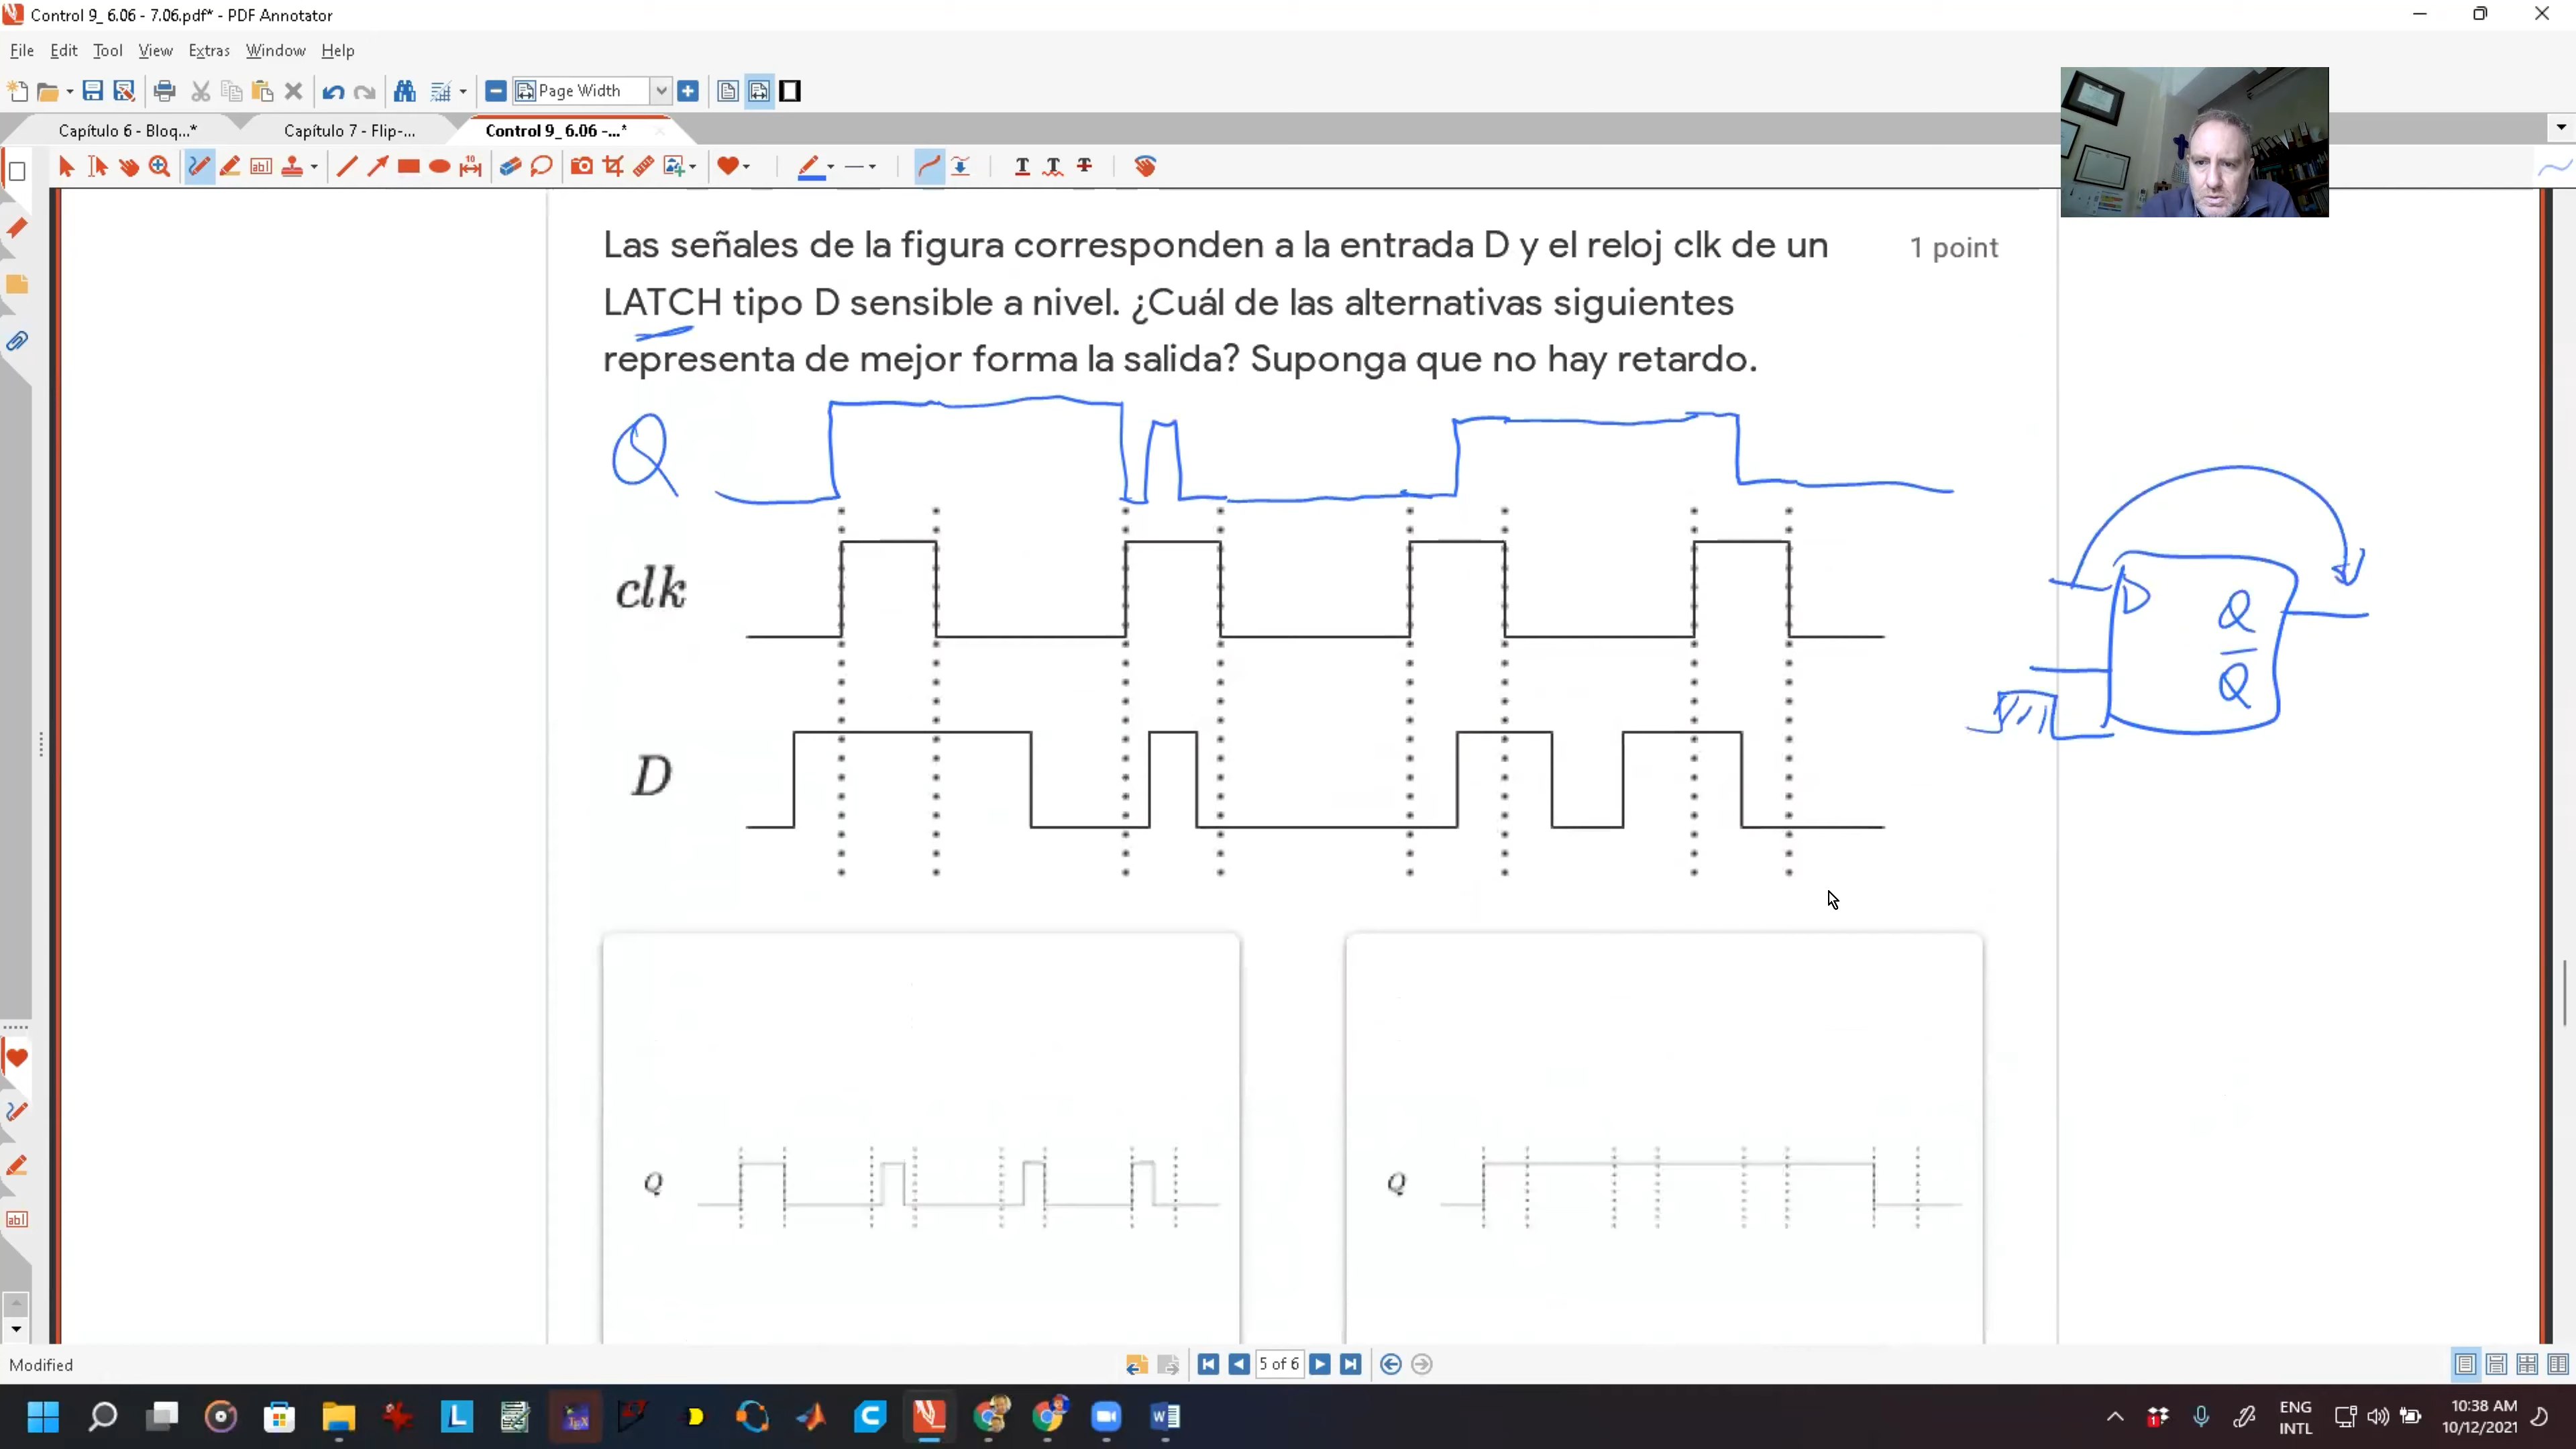 Control 9_ 6.06 - 7.06.pdf* - PDF Annotator
File Edit Tool View Extras Window Help
Page Width
Capítulo 6 - Bloq...* Capítulo 7 - Flip-... Control 9_ 6.06 -...*
Las señales de la figura corresponden a la entrada D y el reloj clk de un 1 point
LATCH tipo D sensible a nivel. ¿Cuál de las alternativas siguientes
representa de mejor forma la salida? Suponga que no hay retardo.
Q
clk
D
D Q
Q
Q
Q
Modified
5 of 6
ENG
INTL
10:38 AM
10/12/2021